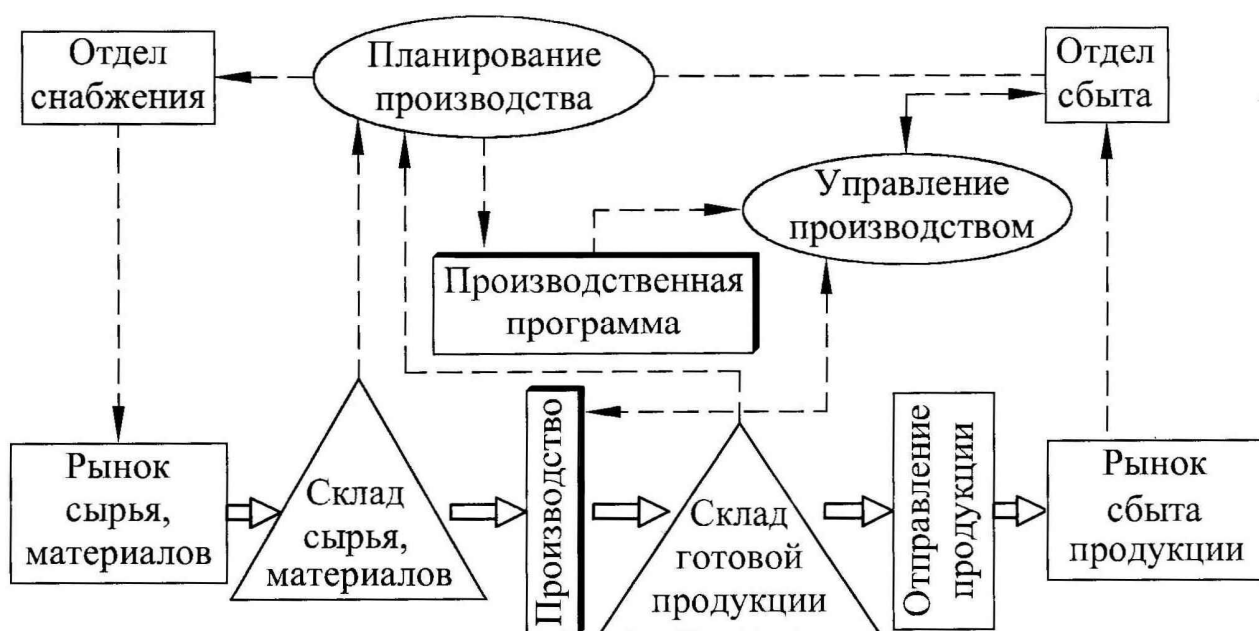 Отдел
снабжения
Планирование
производства
Отдел
сбыта
Управление
производством
Производственная
программа
Рынок
сырья,
материалов
Склад
сырья,
материалов
Производство
Склад
готовой
продукции
Отправление
продукции
Рынок
сбыта
продукции